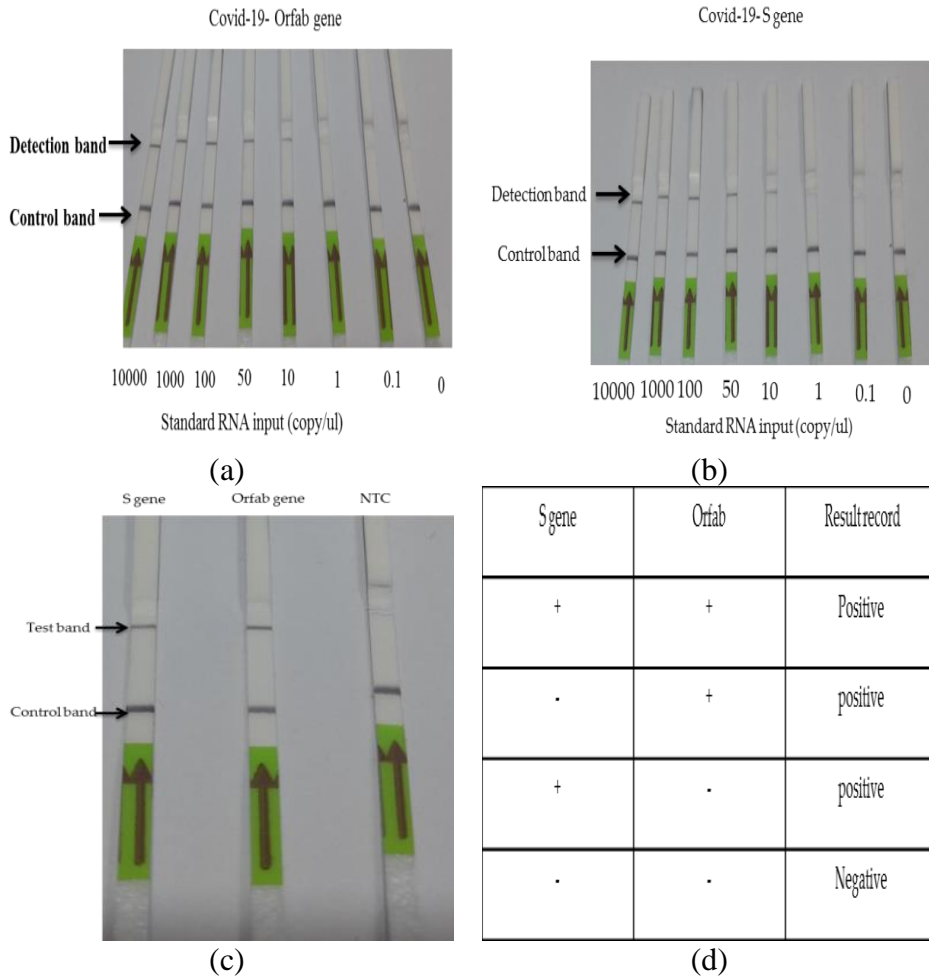 Covid-19- Orfab gene
Detection band
Control band
10000 1000 100 50 10 1 0.1 0
Standard RNA input (copy/ul)
(a)
Covid-19-S gene
Detection band
Control band
10000 1000 100 50 10 1 0.1 0
Standard RNA input (copy/ul)
(b)
S gene Orfab gene NTC
Test band
Control band
(c)
S gene Orfab Result record
+ + Positive
- + positive
+ - positive
- - Negative
(d)